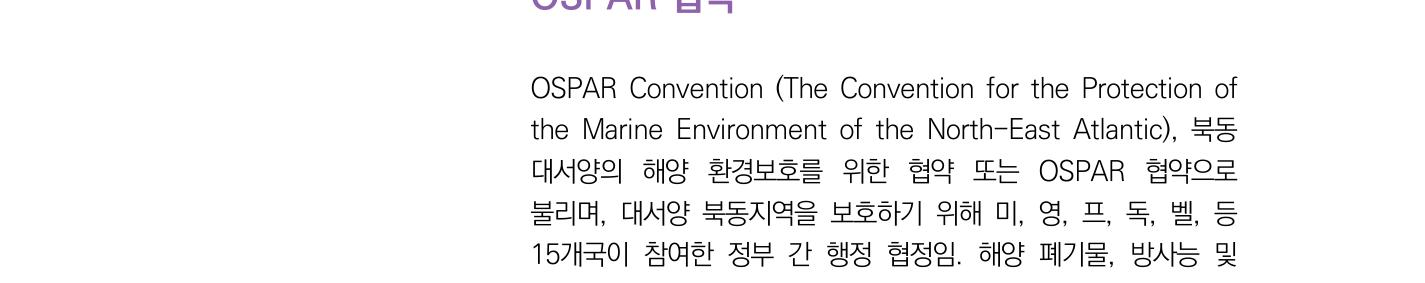 OSPAR 협약
OSPAR Convention (The Convention for the Protection of
the Marine Environment of the North-East Atlantic), 북동
대서양의 해양 환경보호를 위한 협약 또는 OSPAR 협약으로
불리며, 대서양 북동지역을 보호하기 위해 미, 영, 프, 독, 벨, 등
15개국이 참여한 정부 간 행정 협정임. 해양 폐기물, 방사능 및